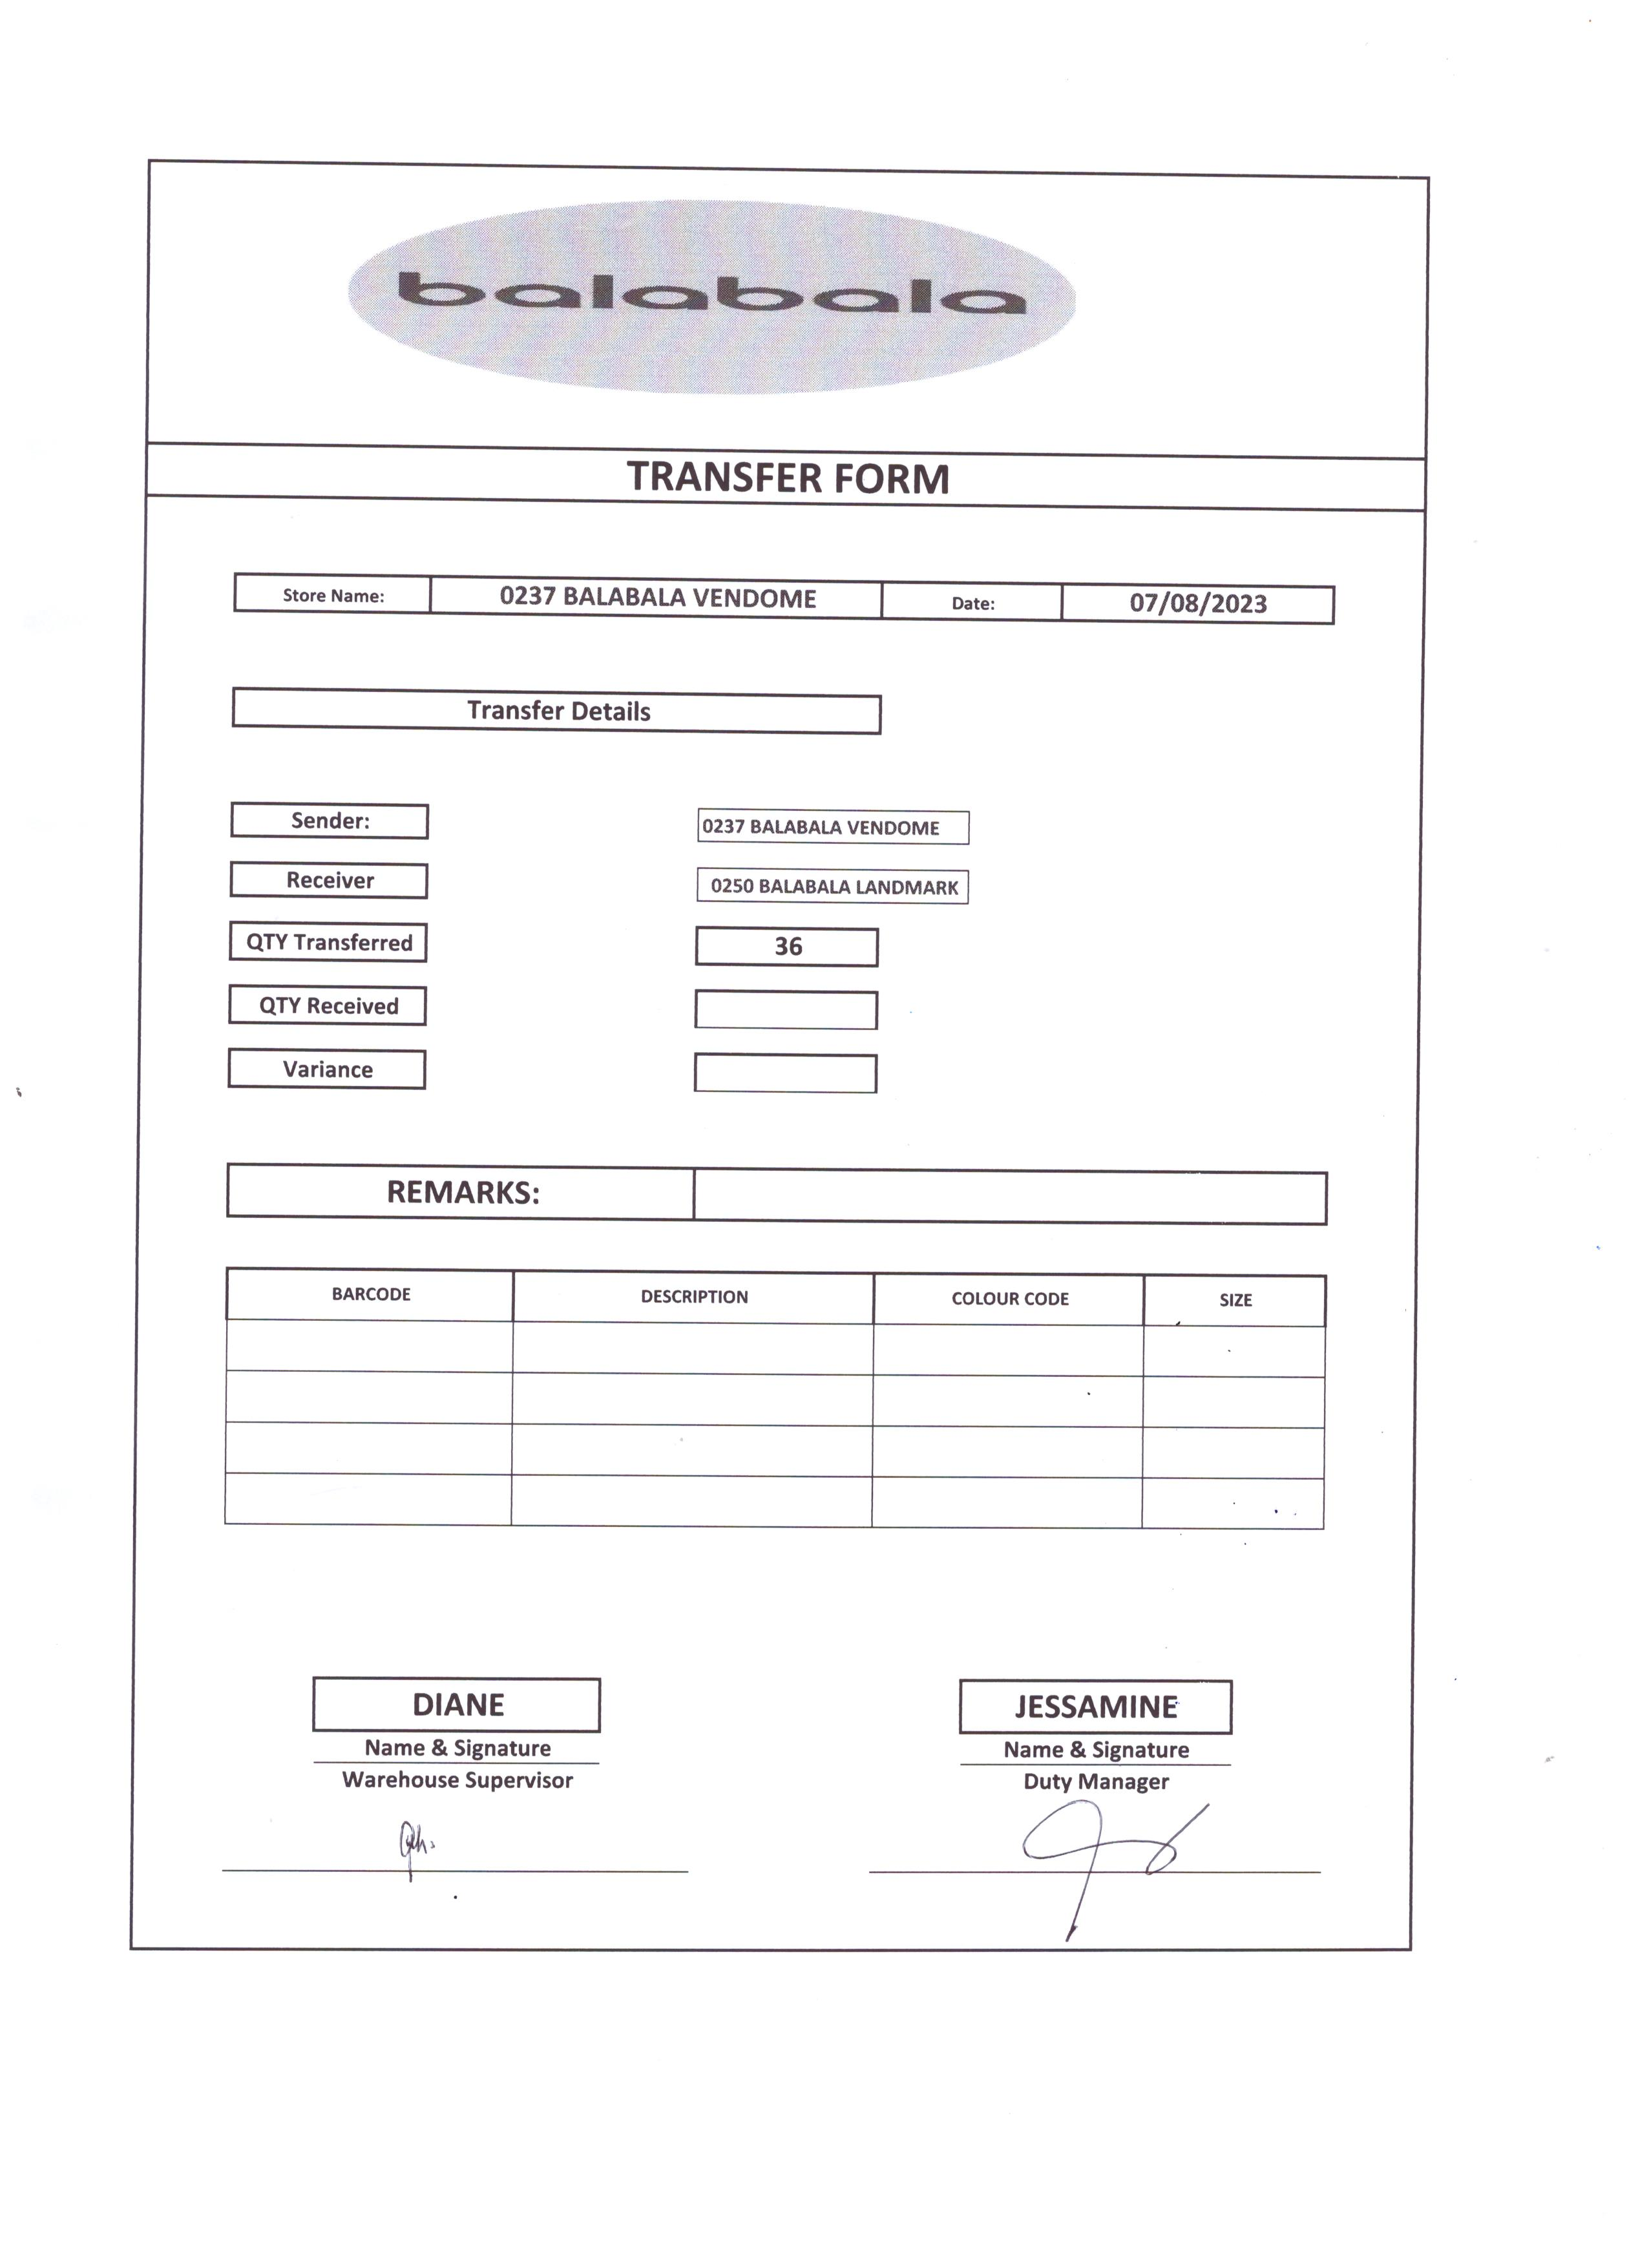 balabala
TRANSFER FORM
Store Name: 0237 BALABALA VENDOME Date: 07/08/2023
Transfer Details
Sender: 0237 BALABALA VENDOME
Receiver 0250 BALABALA LANDMARK
QTY Transferred 36
QTY Received
Variance
REMARKS:
BARCODE DESCRIPTION COLOUR CODE SIZE
DIANE JESSAMINE
Name & Signature Name & Signature
Warehouse Supervisor Duty Manager